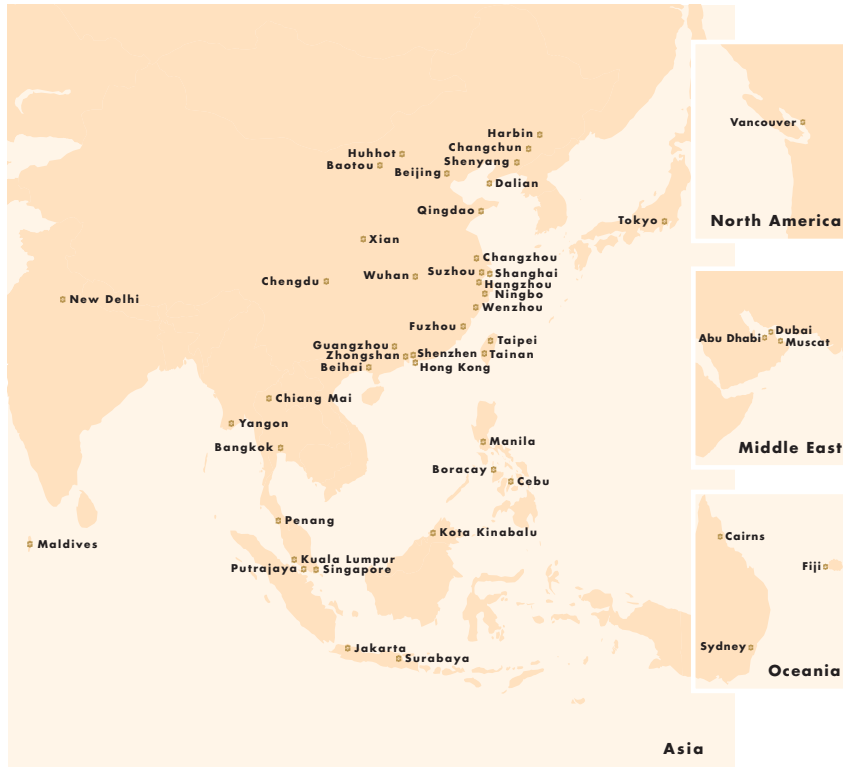 Harbin
Changchun
Huhhot
Shenyang
Baotou
Beijing
Dalian
Qingdao
Tokyo
Xian
Changzhou
Suzhou
Shanghai
Wuhan
Chengdu
Hangzhou
Ningbo
New Delhi
Wenzhou
Fuzhou
Taipei
Guangzhou
Zhongshan
Shenzhen
Tainan
Beihai
Hong Kong
Chiang Mai
Yangon
Manila
Bangkok
Boracay
Cebu
Penang
Kota Kinabalu
Maldives
Kuala Lumpur
Putrajaya
Singapore
Jakarta
Surabaya
Asia
Vancouver
North America
Dubai
Abu Dhabi
Muscat
Middle East
Cairns
Fiji
Sydney
Oceania